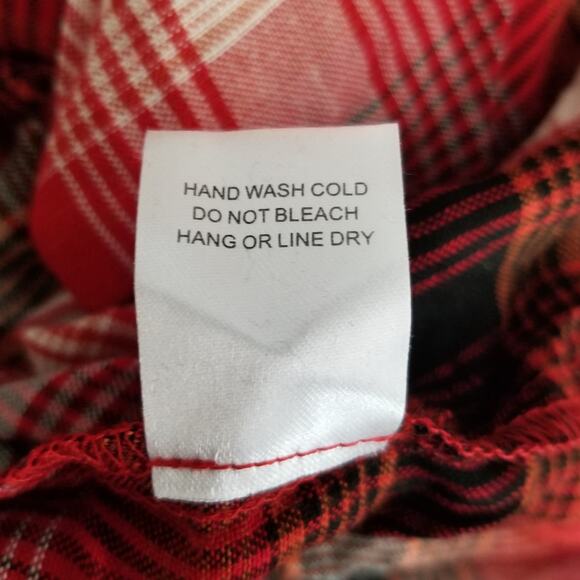 HAND WASH COLD
DO NOT BLEACH
HANG OR LINE DRY